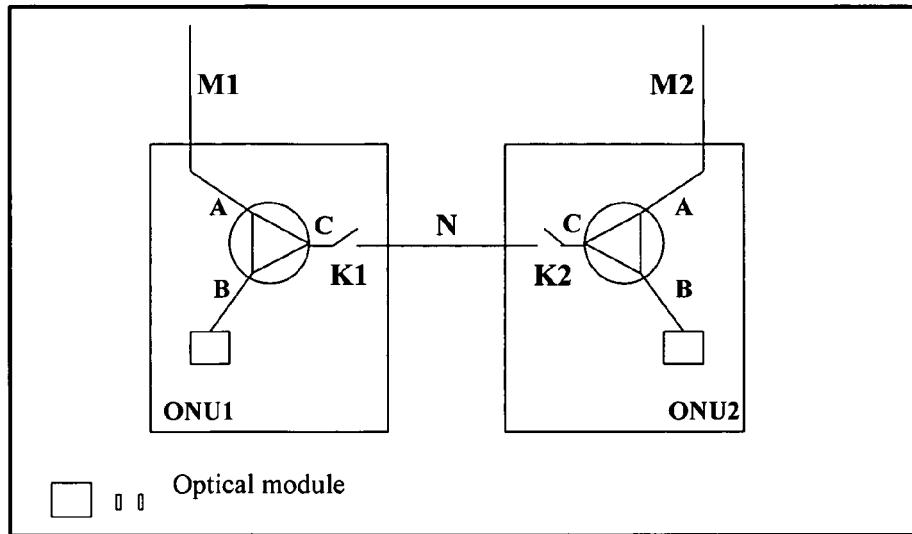 M1 M2
A A
C N C
K1 K2
B B
ONU1 ONU2
Optical module